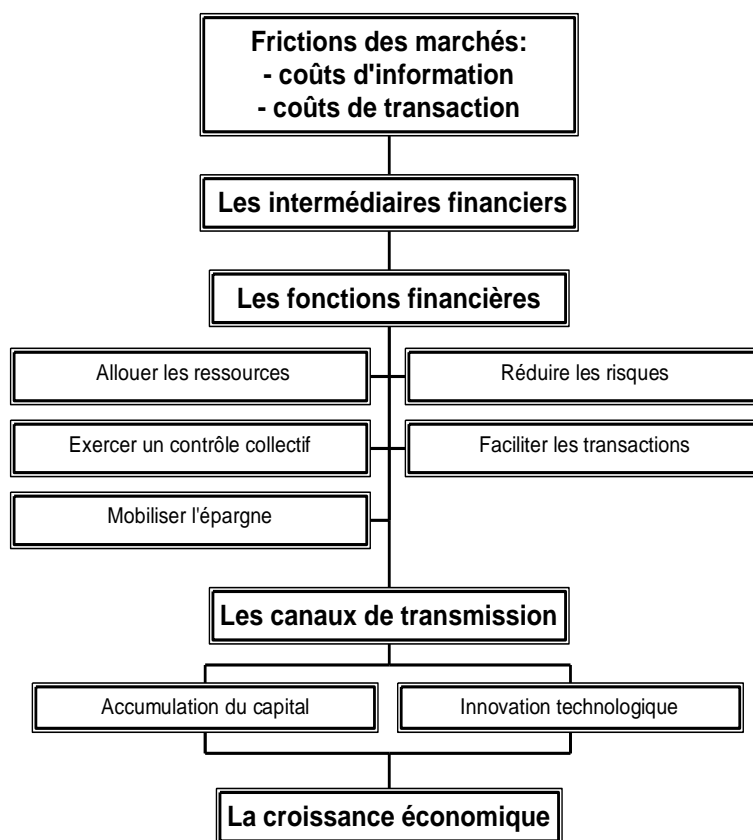 Frictions des marchés:
- coûts d'information
- coûts de transaction
Les intermédiaires financiers
Les fonctions financières
Allouer les ressources
Réduire les risques
Exercer un contrôle collectif
Faciliter les transactions
Mobiliser l'épargne
Les canaux de transmission
Accumulation du capital
Innovation technologique
La croissance économique